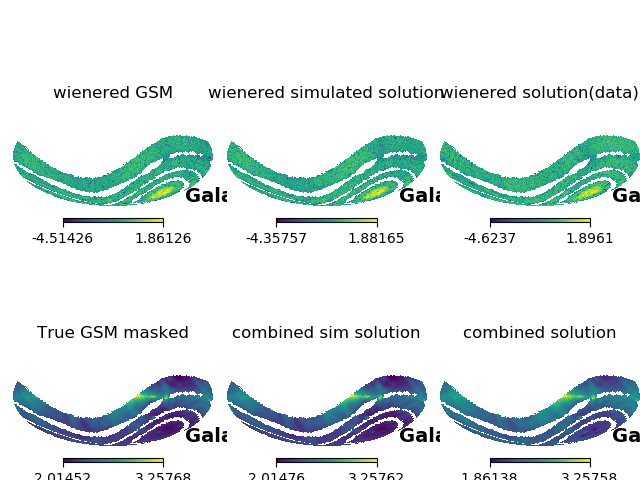 wienered GSM
wienered simulated solution
wienered solution(data)
Gala
Gala
Ga
-4.51426 1.86126
-4.35757 1.88165
-4.6237 1.8961
True GSM masked
combined sim solution
combined solution
Gala
Gala
Ga
2.01452 3.25768
2.01476 3.25762
1.86138 3.25758